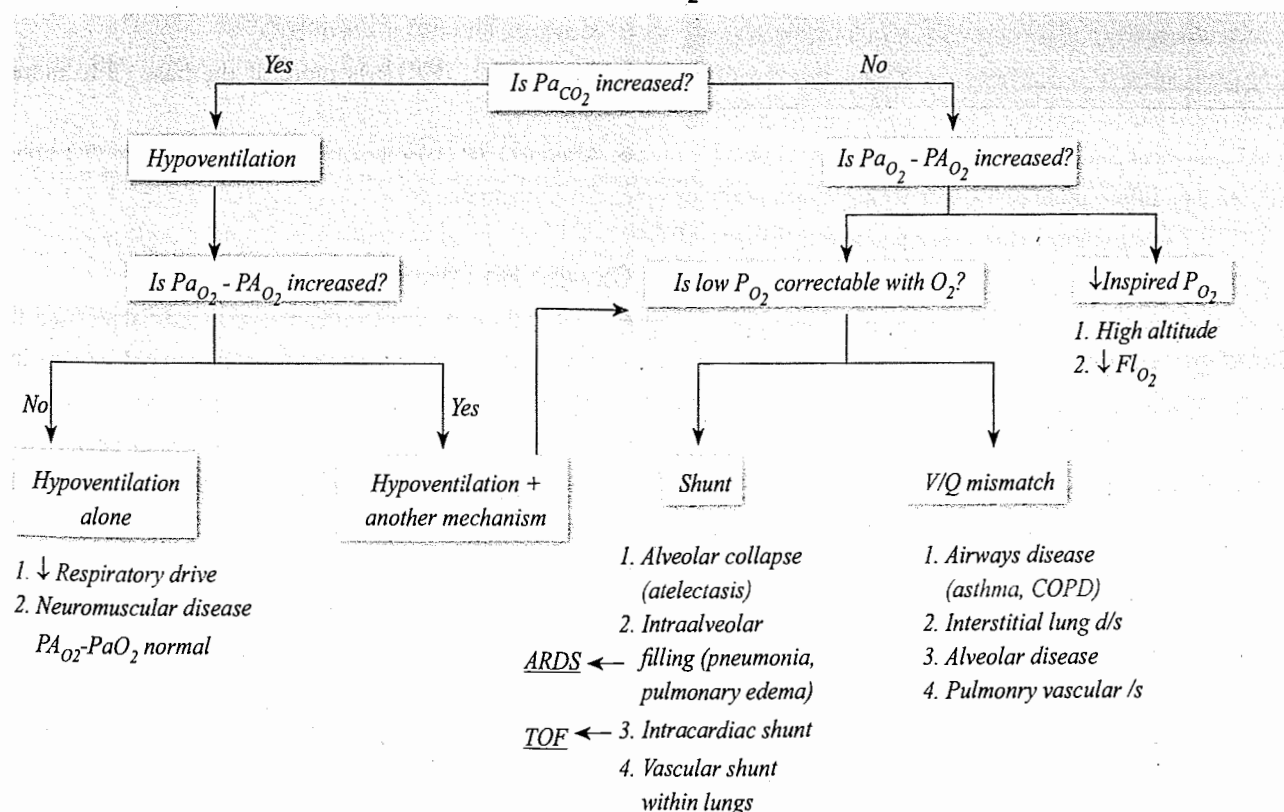 Is PaCO2 increased?
Yes
No
Hypoventilation
Is PaO2 - PAO2 increased?
Is PaO2 - PAO2 increased?
Is low PO2 correctable with O2?
↓Inspired PO2
1. High altitude
2. ↓ FlO2
No
Yes
Hypoventilation
alone
1. ↓ Respiratory drive
2. Neuromuscular disease
PAO2-PaO2 normal
Hypoventilation +
another mechanism
Shunt
1. Alveolar collapse
(atelectasis)
2. Intraalveolar
ARDS ← filling (pneumonia,
pulmonary edema)
TOF ← 3. Intracardiac shunt
4. Vascular shunt
within lungs
V/Q mismatch
1. Airways disease
(asthma, COPD)
2. Interstitial lung d/s
3. Alveolar disease
4. Pulmonry vascular /s